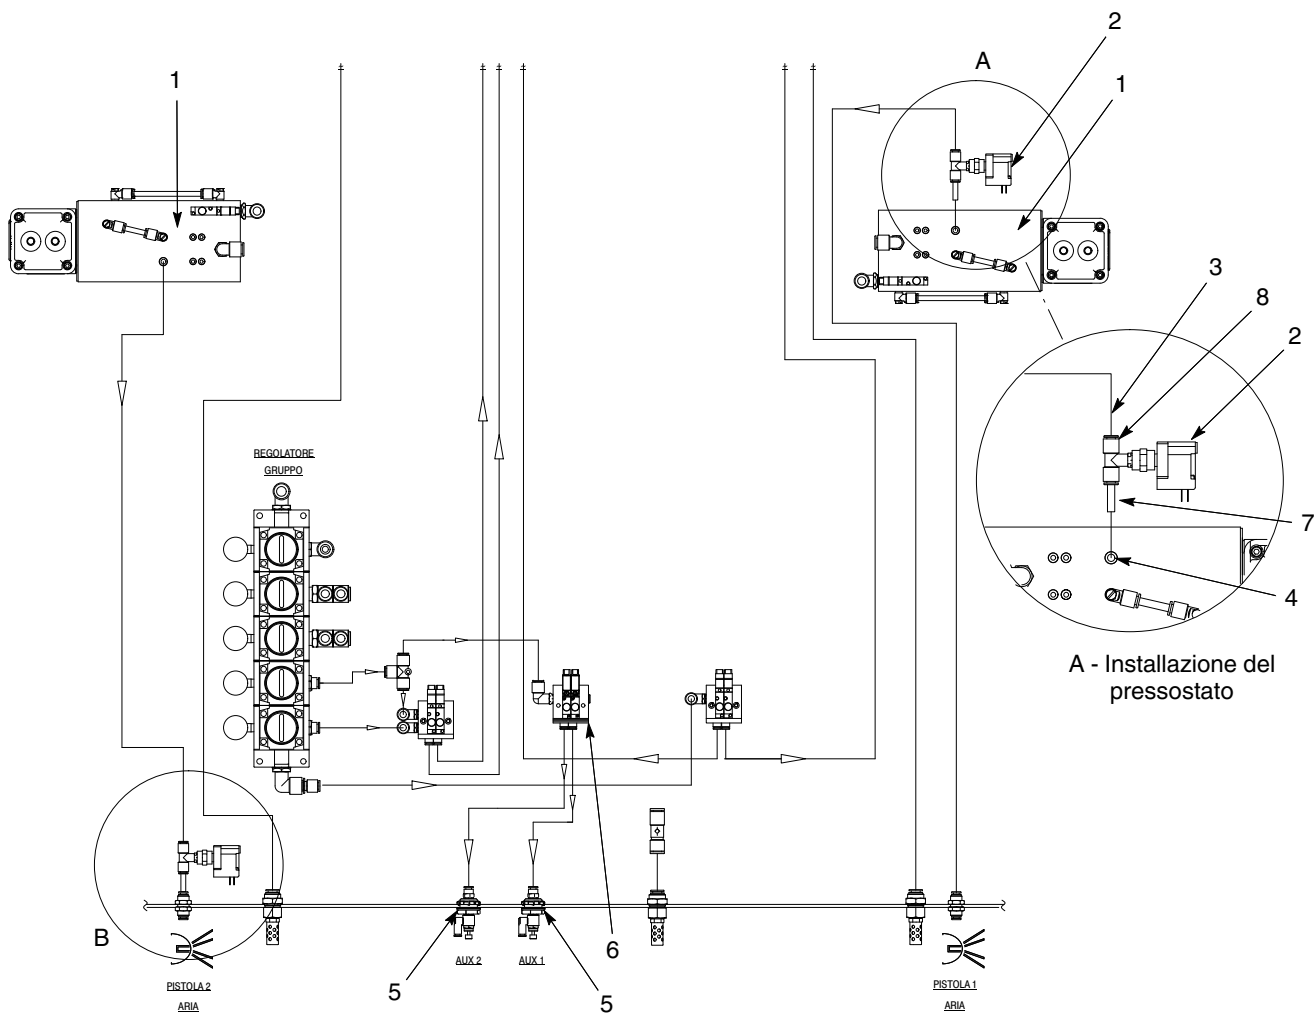 2
A
1
1
3
8
2
REGOLATORE
GRUPPO
7
4
A - Installazione del
pressostato
B
6
5
AUX 2
AUX 1
5
PISTOLA 2
ARIA
PISTOLA 1
ARIA